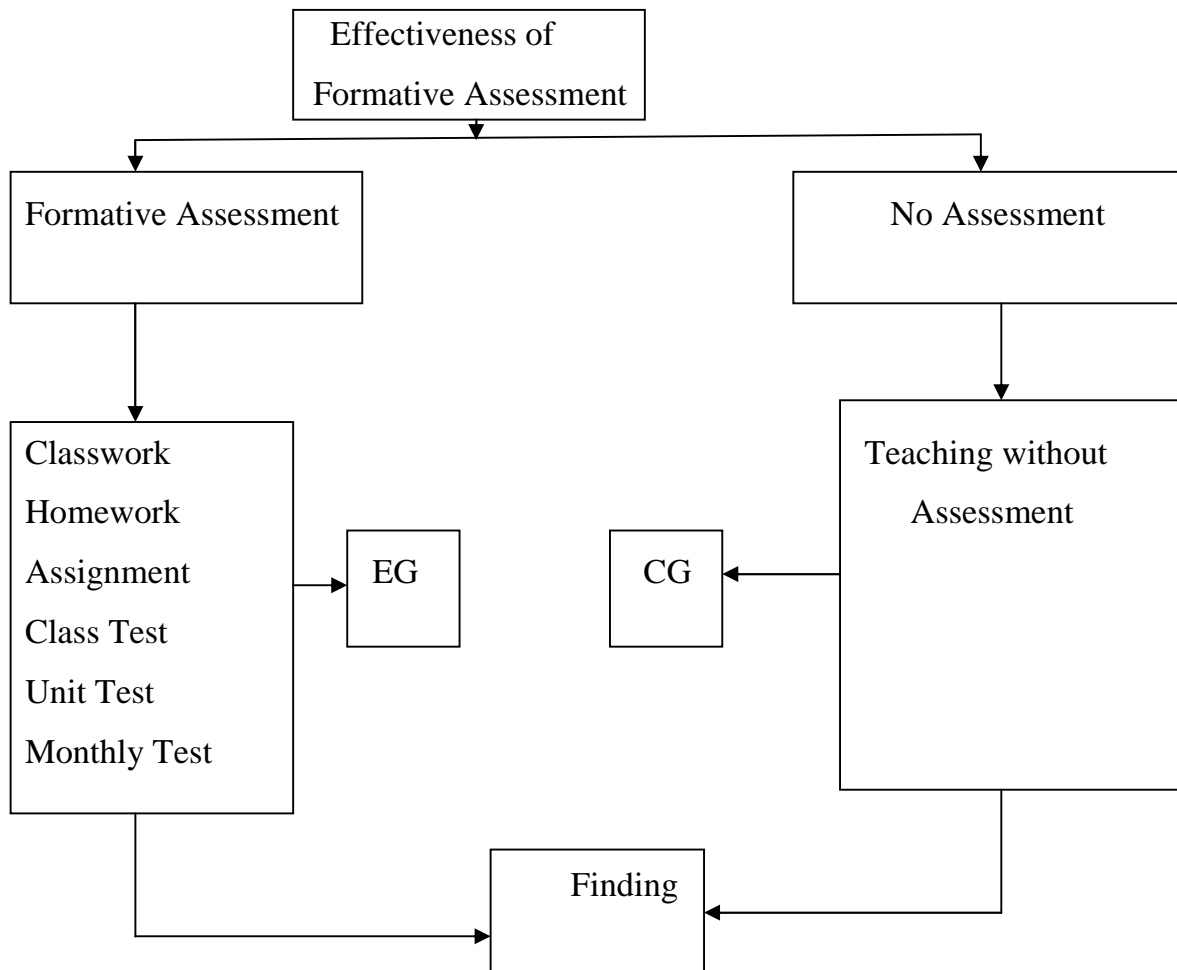 Effectiveness of
Formative Assessment
Formative Assessment
No Assessment
Classwork
Homework
Assignment
Class Test
Unit Test
Monthly Test
EG
CG
Teaching without
Assessment
Finding